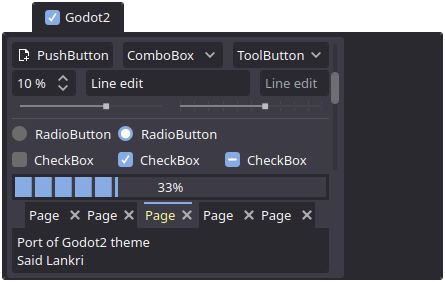 Godot2
PushButton ComboBox ToolButton
10 % Line edit Line edit
RadioButton RadioButton
CheckBox CheckBox CheckBox
33%
Page Page Page Page Page
Port of Godot2 theme
Said Lankri